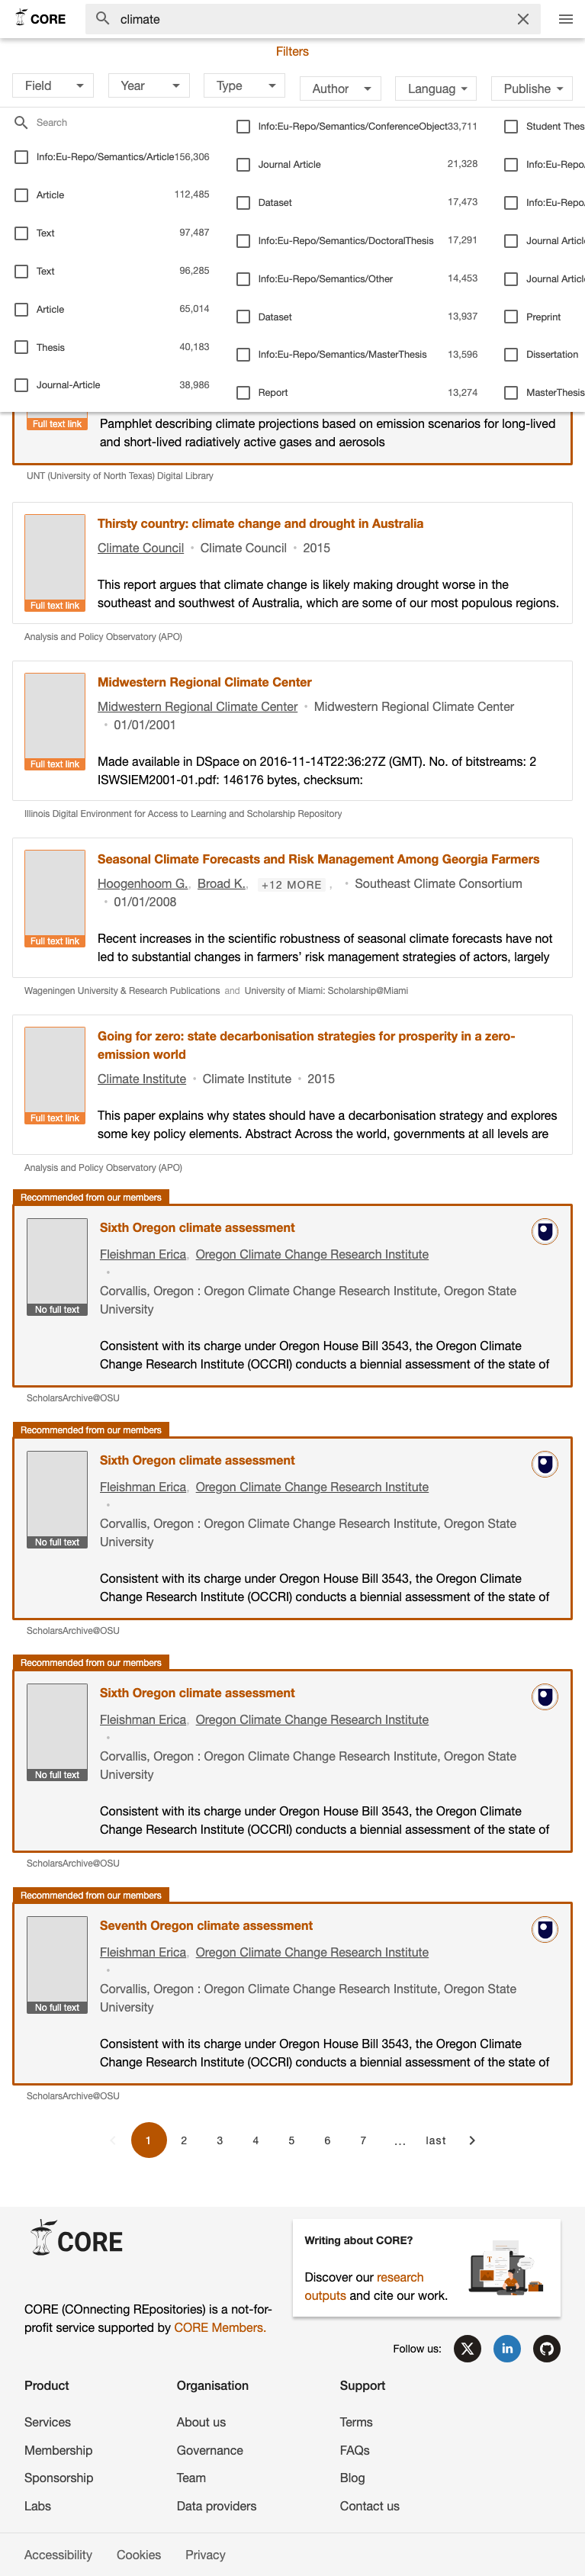 CORE
climate
Filters
Field
Year
Type
Author
Languag
Publishe
Search
Info:Eu-Repo/Semantics/Article156,306
Article 112,485
Text 97,487
Text 96,285
Article 65,014
Thesis 40,183
Journal-Article 38,986
Info:Eu-Repo/Semantics/ConferenceObject33,711
Journal Article 21,328
Dataset 17,473
Info:Eu-Repo/Semantics/DoctoralThesis 17,291
Info:Eu-Repo/Semantics/Other 14,453
Dataset 13,937
Info:Eu-Repo/Semantics/MasterThesis 13,596
Report 13,274
Student Thes
Info:Eu-Repo/
Info:Eu-Repo/
Journal Articl
Journal Articl
Preprint
Dissertation
MasterThesis
Full text link
Pamphlet describing climate projections based on emission scenarios for long-lived
and short-lived radiatively active gases and aerosols
UNT (University of North Texas) Digital Library
Thirsty country: climate change and drought in Australia
Climate Council • Climate Council • 2015
This report argues that climate change is likely making drought worse in the
southeast and southwest of Australia, which are some of our most populous regions.
Full text link
Analysis and Policy Observatory (APO)
Midwestern Regional Climate Center
Midwestern Regional Climate Center • Midwestern Regional Climate Center
• 01/01/2001
Made available in DSpace on 2016-11-14T22:36:27Z (GMT). No. of bitstreams: 2
ISWSIEM2001-01.pdf: 146176 bytes, checksum:
Full text link
Illinois Digital Environment for Access to Learning and Scholarship Repository
Seasonal Climate Forecasts and Risk Management Among Georgia Farmers
Hoogenhoom G., Broad K., +12 MORE , • Southeast Climate Consortium
• 01/01/2008
Recent increases in the scientific robustness of seasonal climate forecasts have not
led to substantial changes in farmers’ risk management strategies of actors, largely
Full text link
Wageningen University & Research Publications and University of Miami: Scholarship@Miami
Going for zero: state decarbonisation strategies for prosperity in a zero-
emission world
Climate Institute • Climate Institute • 2015
This paper explains why states should have a decarbonisation strategy and explores
some key policy elements. Abstract Across the world, governments at all levels are
Full text link
Analysis and Policy Observatory (APO)
Recommended from our members
Sixth Oregon climate assessment
Fleishman Erica, Oregon Climate Change Research Institute
•
Corvallis, Oregon : Oregon Climate Change Research Institute, Oregon State
University
Consistent with its charge under Oregon House Bill 3543, the Oregon Climate
Change Research Institute (OCCRI) conducts a biennial assessment of the state of
No full text
ScholarsArchive@OSU
Recommended from our members
Sixth Oregon climate assessment
Fleishman Erica, Oregon Climate Change Research Institute
•
Corvallis, Oregon : Oregon Climate Change Research Institute, Oregon State
University
Consistent with its charge under Oregon House Bill 3543, the Oregon Climate
Change Research Institute (OCCRI) conducts a biennial assessment of the state of
No full text
ScholarsArchive@OSU
Recommended from our members
Sixth Oregon climate assessment
Fleishman Erica, Oregon Climate Change Research Institute
•
Corvallis, Oregon : Oregon Climate Change Research Institute, Oregon State
University
Consistent with its charge under Oregon House Bill 3543, the Oregon Climate
Change Research Institute (OCCRI) conducts a biennial assessment of the state of
No full text
ScholarsArchive@OSU
Recommended from our members
Seventh Oregon climate assessment
Fleishman Erica, Oregon Climate Change Research Institute
•
Corvallis, Oregon : Oregon Climate Change Research Institute, Oregon State
University
Consistent with its charge under Oregon House Bill 3543, the Oregon Climate
Change Research Institute (OCCRI) conducts a biennial assessment of the state of
No full text
ScholarsArchive@OSU
1 2 3 4 5 6 7 ... last
CORE
CORE (COnnecting REpositories) is a not-for-
profit service supported by CORE Members.
Writing about CORE?
Discover our research
outputs and cite our work.
Follow us:
Product
Services
Membership
Sponsorship
Labs
Organisation
About us
Governance
Team
Data providers
Support
Terms
FAQs
Blog
Contact us
Accessibility Cookies Privacy